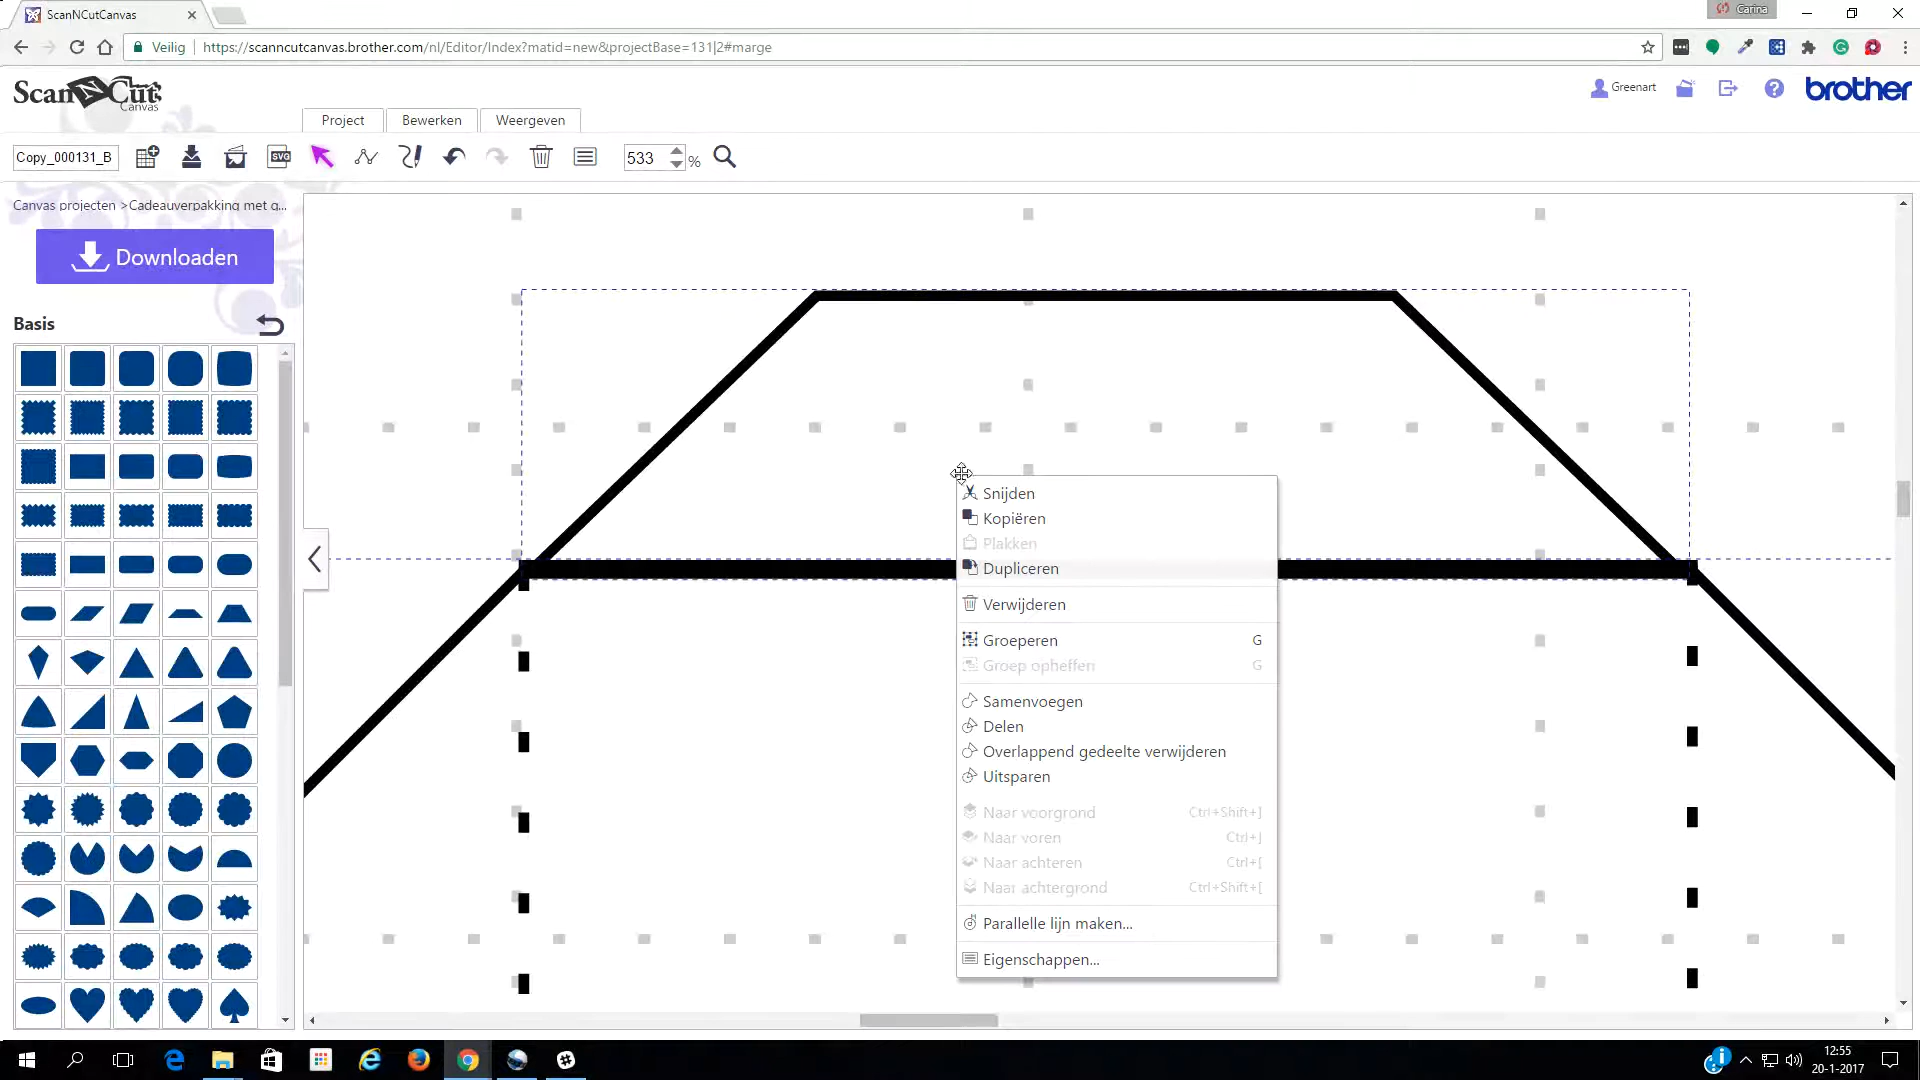 ScanNCutCanvas
Carina
Veilig
https://scanncutcanvas.brother.com/nl/Editor/Index?matid=new&projectBase=131|2#marge
ScanNCut
Canvas
Greenart
brother
Project
Bewerken
Weergeven
Copy_000131_B
SVG
533
%
Canvas projecten >Cadeauverpakking met g...
Downloaden
Basis
Snijden
Kopiëren
Plakken
Dupliceren
Verwijderen
Groeperen G
Groep opheffen G
Samenvoegen
Delen
Overlappend gedeelte verwijderen
Uitsparen
Naar voorgrond Ctrl+Shift+]
Naar voren Ctrl+]
Naar achteren Ctrl+[
Naar achtergrond Ctrl+Shift+[
Parallelle lijn maken...
Eigenschappen...
12:55
20-1-2017